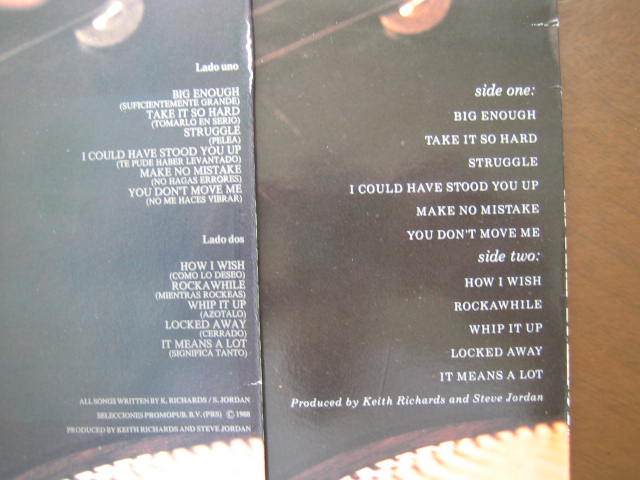 Lado uno
BIG ENOUGH
(SUFICIENTEMENTE GRANDE)
TAKE IT SO HARD
(TOMARLO EN SERIO)
STRUGGLE
(PELEA)
I COULD HAVE STOOD YOU UP
(TE PUDE HABER LEVANTADO)
MAKE NO MISTAKE
(NO HAGAS ERRORES)
YOU DON'T MOVE ME
(NO ME HACES VIBRAR)
Lado dos
HOW I WISH
(COMO LO DESEO)
ROCKAWHILE
(MIENTRAS ROCKEAS)
WHIP IT UP
(AZOTALO)
LOCKED AWAY
(CERRADO)
IT MEANS A LOT
(SIGNIFICA TANTO)
ALL SONGS WRITTEN BY K. RICHARDS / S. JORDAN
SELECCIONES PROMOPUB. B.V. (PRS) © 1988
PRODUCED BY KEITH RICHARDS AND STEVE JORDAN
side one:
BIG ENOUGH
TAKE IT SO HARD
STRUGGLE
I COULD HAVE STOOD YOU UP
MAKE NO MISTAKE
YOU DON'T MOVE ME
side two:
HOW I WISH
ROCKAWHILE
WHIP IT UP
LOCKED AWAY
IT MEANS A LOT
Produced by Keith Richards and Steve Jordan